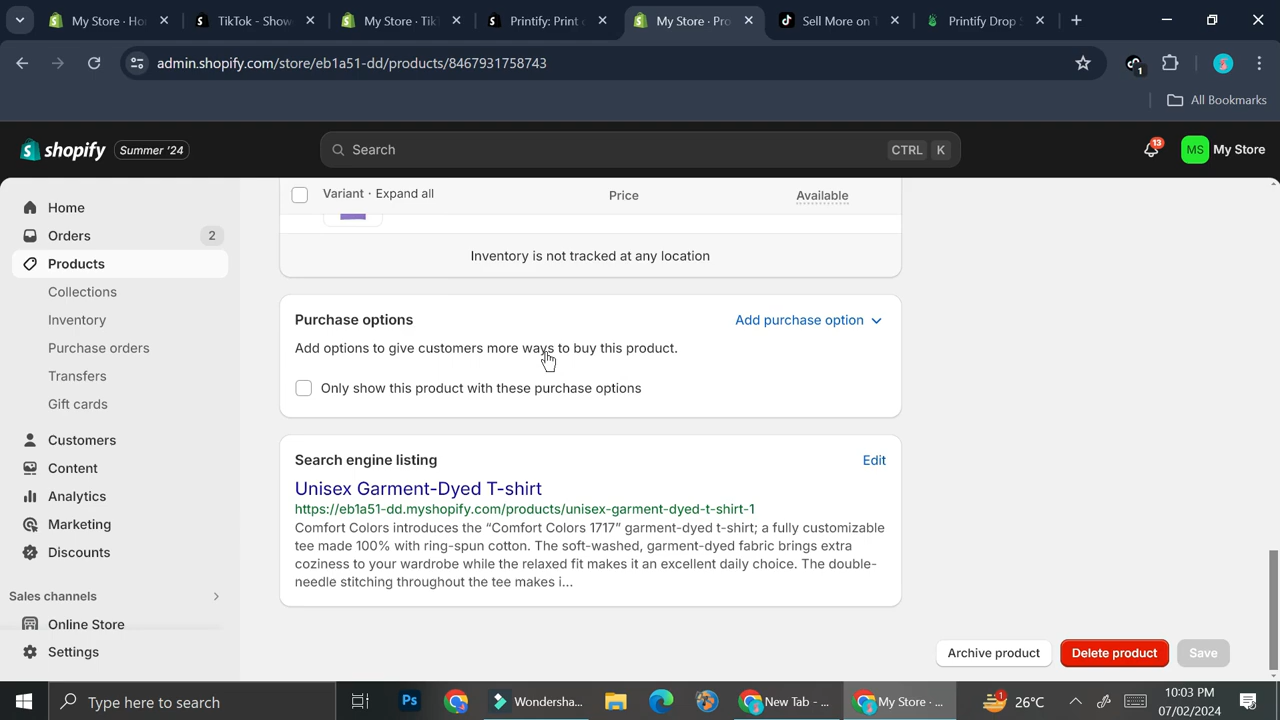 My Store · Ho
TikTok - Show
My Store · Tik
Printify: Print o
My Store · Pro
Sell More on T
Printify Drop S
admin.shopify.com/store/eb1a51-dd/products/8467931758743
1
All Bookmarks
shopify Summer '24
Search CTRL K
13
MS My Store
Home
Orders 2
Products
Collections
Inventory
Purchase orders
Transfers
Gift cards
Customers
Content
Analytics
Marketing
Discounts
Sales channels
Online Store
Settings
Variant · Expand all Price Available
Inventory is not tracked at any location
Purchase options Add purchase option
Add options to give customers more ways to buy this product.
Only show this product with these purchase options
Search engine listing Edit
Unisex Garment-Dyed T-shirt
https://eb1a51-dd.myshopify.com/products/unisex-garment-dyed-t-shirt-1
Comfort Colors introduces the “Comfort Colors 1717” garment-dyed t-shirt; a fully customizable
tee made 100% with ring-spun cotton. The soft-washed, garment-dyed fabric brings extra
coziness to your wardrobe while the relaxed fit makes it an excellent daily choice. The double-
needle stitching throughout the tee makes i...
Archive product Delete product Save
Type here to search
Ps
Wondersha...
New Tab - ...
My Store · ...
1
26°C
10:03 PM
07/02/2024